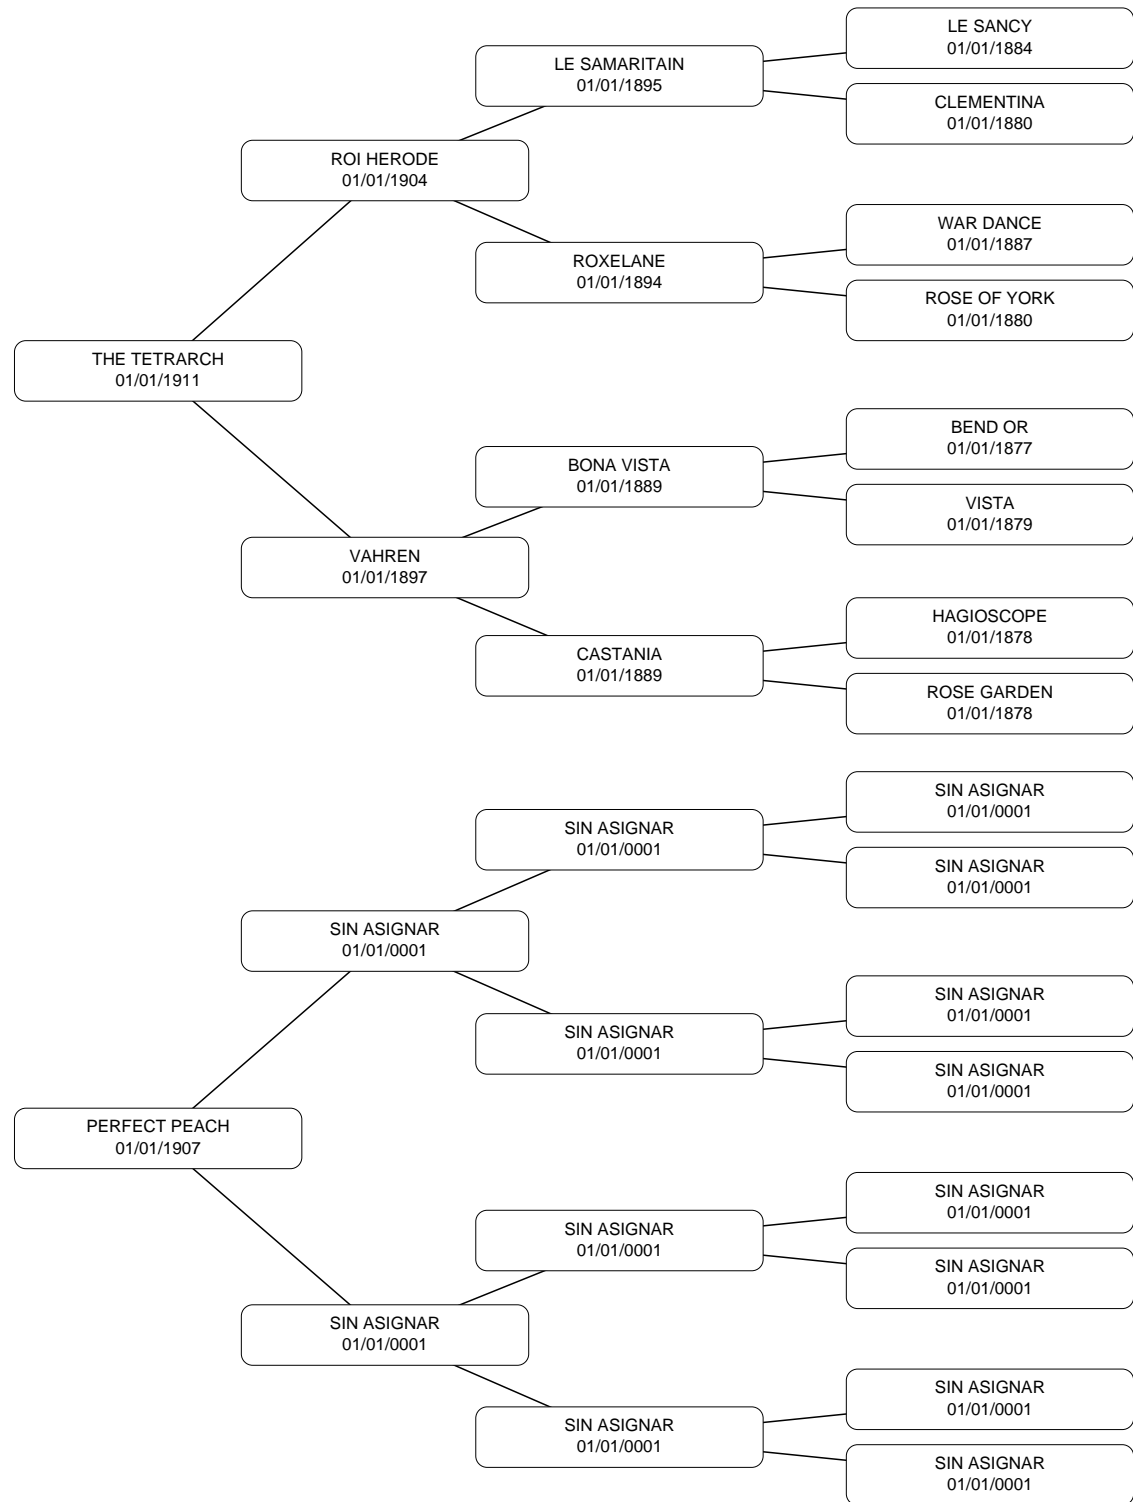 LE SANCY
01/01/1884
LE SAMARITAIN
01/01/1895
CLEMENTINA
01/01/1880
ROI HERODE
01/01/1904
WAR DANCE
01/01/1887
ROXELANE
01/01/1894
ROSE OF YORK
01/01/1880
THE TETRARCH
01/01/1911
BEND OR
01/01/1877
BONA VISTA
01/01/1889
VISTA
01/01/1879
VAHREN
01/01/1897
HAGIOSCOPE
01/01/1878
CASTANIA
01/01/1889
ROSE GARDEN
01/01/1878
SIN ASIGNAR
01/01/0001
SIN ASIGNAR
01/01/0001
SIN ASIGNAR
01/01/0001
SIN ASIGNAR
01/01/0001
SIN ASIGNAR
01/01/0001
SIN ASIGNAR
01/01/0001
SIN ASIGNAR
01/01/0001
PERFECT PEACH
01/01/1907
SIN ASIGNAR
01/01/0001
SIN ASIGNAR
01/01/0001
SIN ASIGNAR
01/01/0001
SIN ASIGNAR
01/01/0001
SIN ASIGNAR
01/01/0001
SIN ASIGNAR
01/01/0001
SIN ASIGNAR
01/01/0001